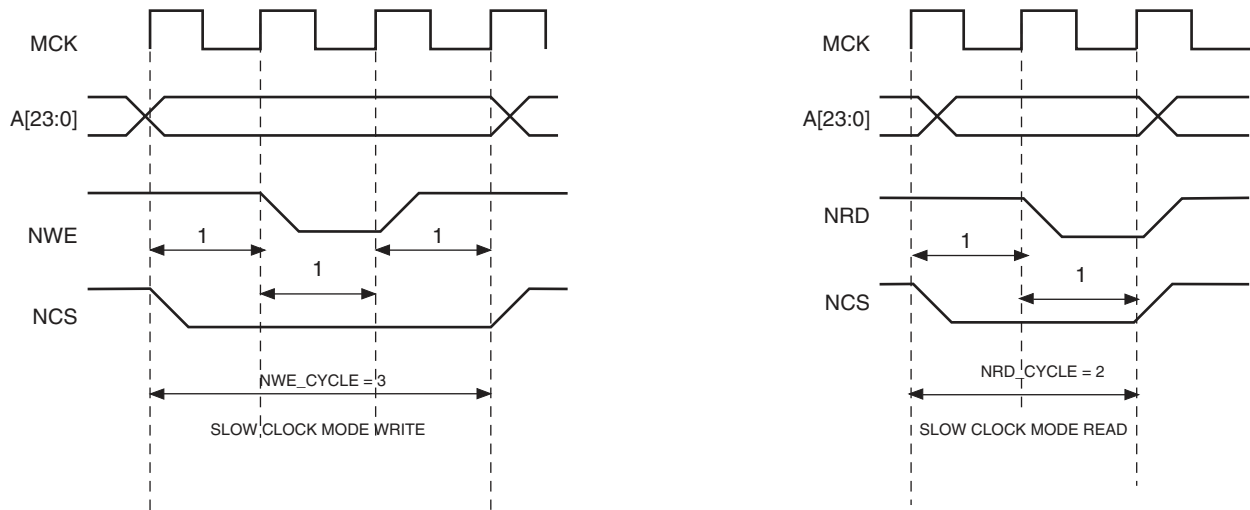 MCK
A[23:0]
NWE
1
1
1
NCS
NWE_CYCLE = 3
SLOW CLOCK MODE WRITE
MCK
A[23:0]
NRD
1
1
NCS
NRD_CYCLE = 2
SLOW CLOCK MODE READ